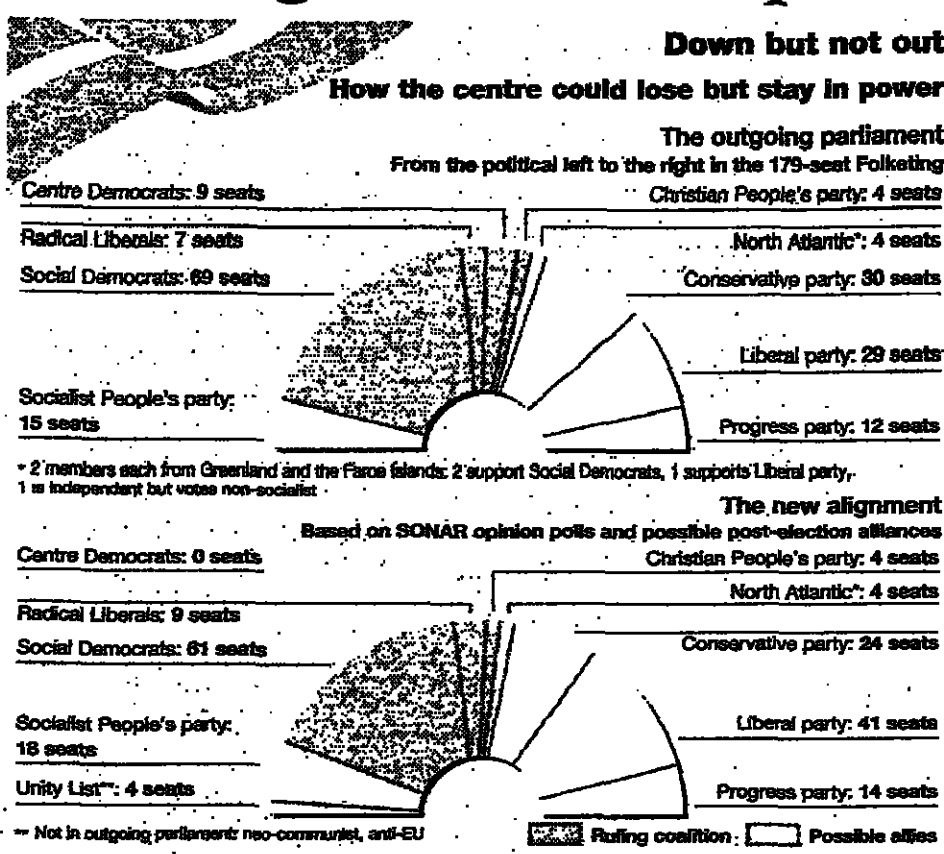 Down but not out
How the centre could lose but stay in power
The outgoing parliament
From the political left to the right in the 179-seat Folketing
Centre Democrats: 9 seats
Christian People's party: 4 seats
Radical Liberals: 7 seats
North Atlantic*: 4 seats
Social Democrats: 69 seats
Conservative party: 30 seats
Liberal party: 29 seats
Socialist People's party:
15 seats
Progress party: 12 seats
* 2 members each from Greenland and the Faroe Islands: 2 support Social Democrats, 1 supports Liberal party,
1 is independent but votes non-socialist
The new alignment
Based on SONAR opinion polls and possible post-election alliances
Centre Democrats: 0 seats
Christian People's party: 4 seats
North Atlantic*: 4 seats
Radical Liberals: 9 seats
Social Democrats: 61 seats
Conservative party: 24 seats
Socialist People's party:
18 seats
Liberal party: 41 seats
Unity List**: 4 seats
Progress party: 14 seats
** Not in outgoing parliament: neo-communist, anti-EU
Ruling coalition
Possible allies